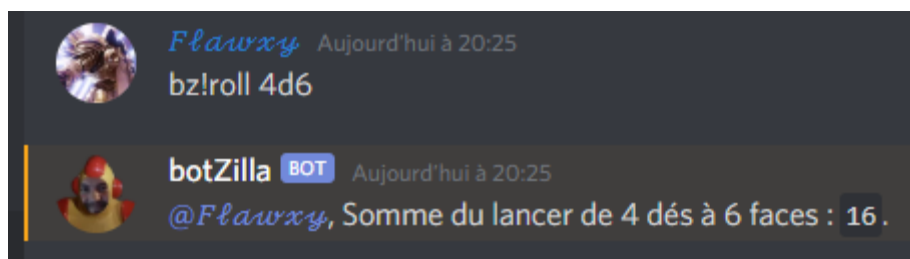 𝓕𝓵𝓪𝔀𝔁𝔂 Aujourd'hui à 20:25
bz!roll 4d6
botZilla BOT Aujourd'hui à 20:25
@𝓕𝓵𝓪𝔀𝔁𝔂, Somme du lancer de 4 dés à 6 faces : 16.